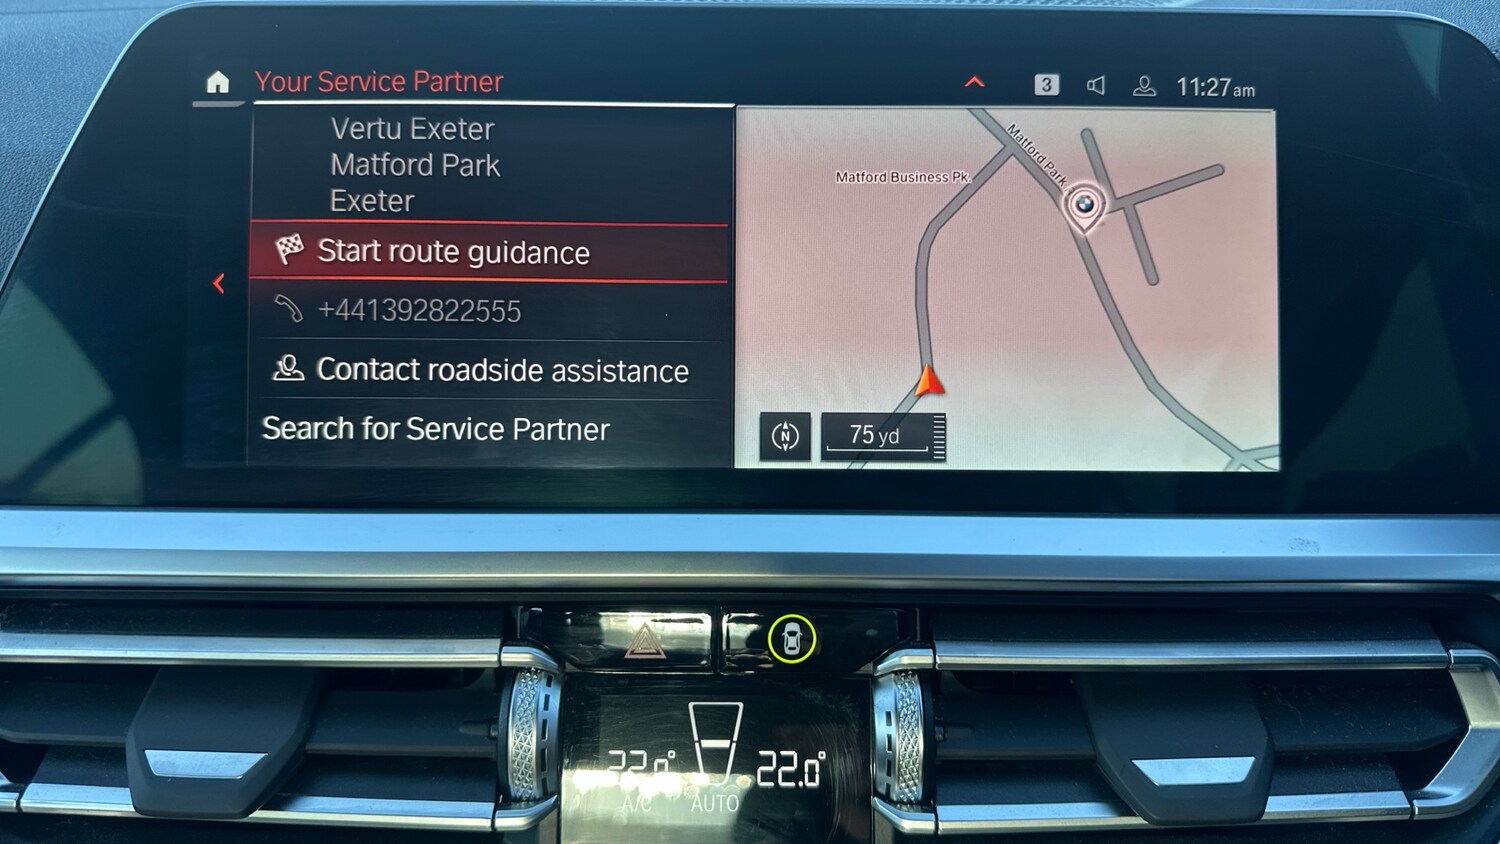 Your Service Partner
3
11:27am
Vertu Exeter
Matford Park
Exeter
Start route guidance
+441392822555
Contact roadside assistance
Search for Service Partner
Matford Park
Matford Business Pk.
N
75 yd
22.0°
22.0°
A/C
AUTO